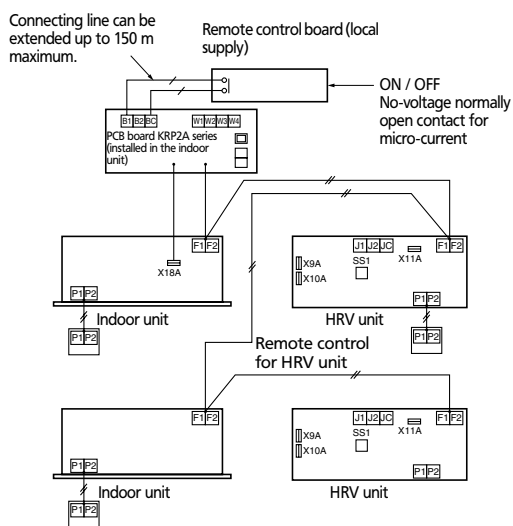 Connecting line can be
extended up to 150 m
maximum.
Remote control board (local
supply)
ON / OFF
No-voltage normally
open contact for
micro-current
B1 B2 BC
W1 W2 W3 W4
PCB board KRP2A series
(installed in the indoor
unit)
F1 F2
X18A
P1 P2
P1 P2
Indoor unit
J1 J2 JC
F1 F2
X9A
X10A
SS1
X11A
P1 P2
P1 P2
HRV unit
Remote control
for HRV unit
F1 F2
P1 P2
P1 P2
Indoor unit
J1 J2 JC
F1 F2
X9A
X10A
SS1
X11A
P1 P2
HRV unit